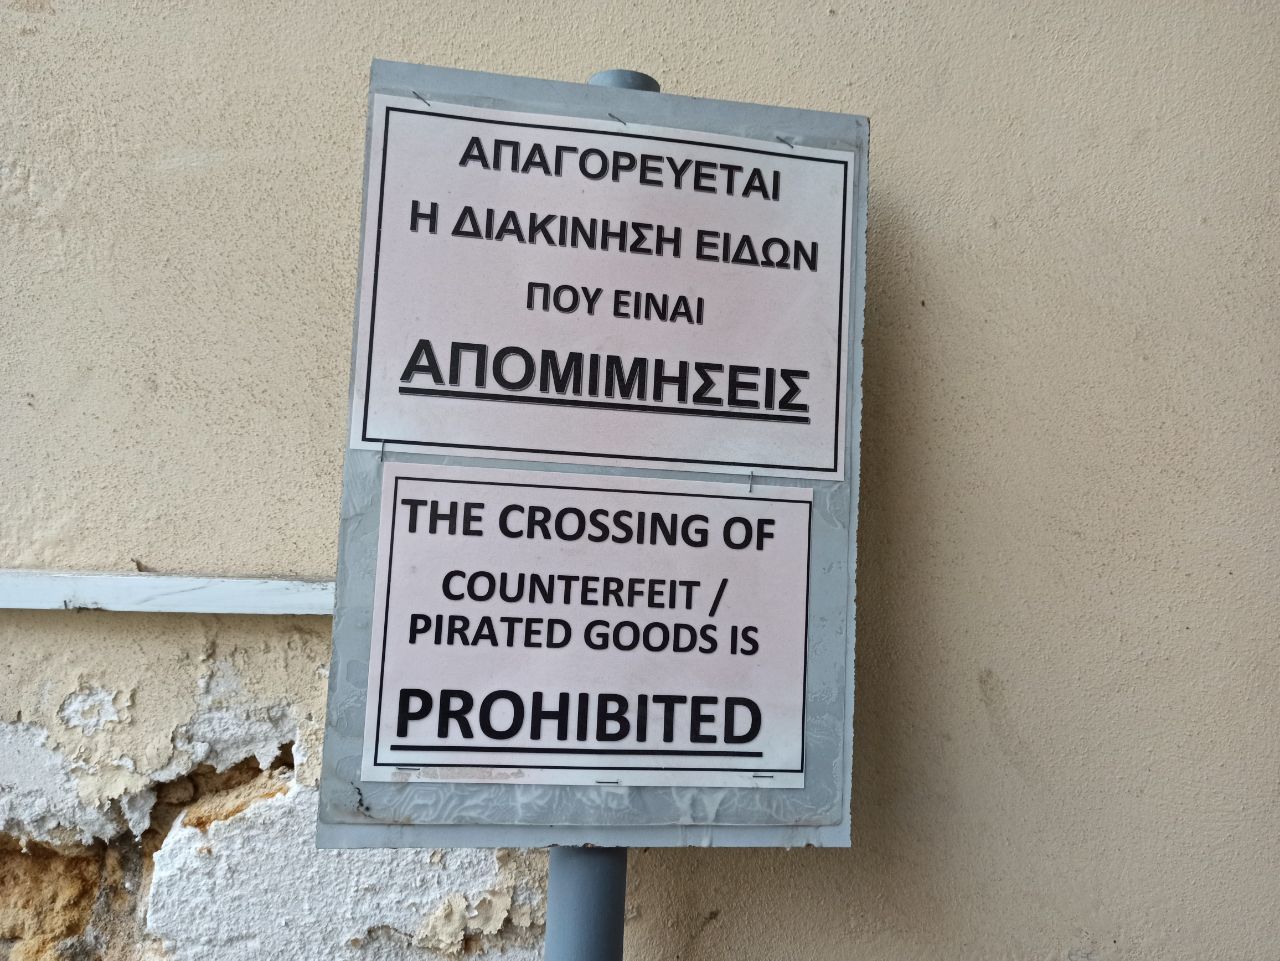 ΑΠΑΓΟΡΕΥΕΤΑΙ
Η ΔΙΑΚΙΝΗΣΗ ΕΙΔΩΝ
ΠΟΥ ΕΙΝΑΙ
ΑΠΟΜΙΜΗΣΕΙΣ
THE CROSSING OF
COUNTERFEIT /
PIRATED GOODS IS
PROHIBITED